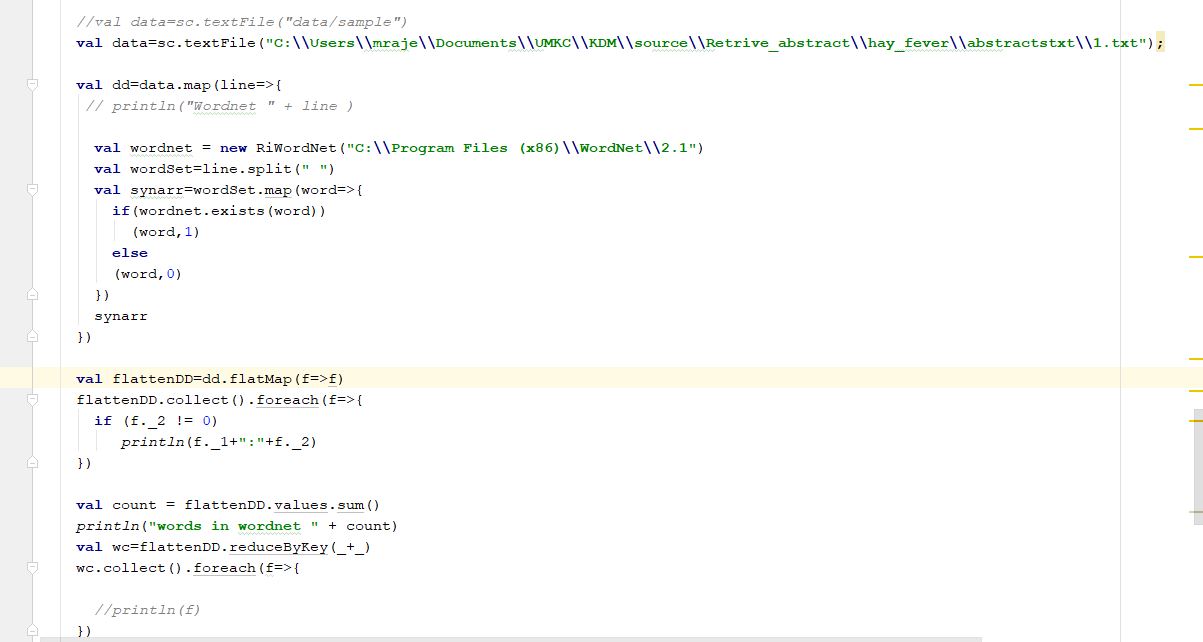 //val data=sc.textFile("data/sample")
val data=sc.textFile("C:\\Users\\mraje\\Documents\\UMKC\\KDM\\source\\Retrive_abstract\\hay_fever\\abstractstxt\\1.txt");
val dd=data.map(line=>{
// println("Wordnet " + line )
val wordnet = new RiWordNet("C:\\Program Files (x86)\\WordNet\\2.1")
val wordSet=line.split(" ")
val synarr=wordSet.map(word=>{
if(wordnet.exists(word))
(word,1)
else
(word,0)
})
synarr
})
val flattenDD=dd.flatMap(f=>f)
flattenDD.collect().foreach(f=>{
if (f._2 != 0)
println(f._1+":"+f._2)
})
val count = flattenDD.values.sum()
println("words in wordnet " + count)
val wc=flattenDD.reduceByKey(_+_)
wc.collect().foreach(f=>{
//println(f)
})